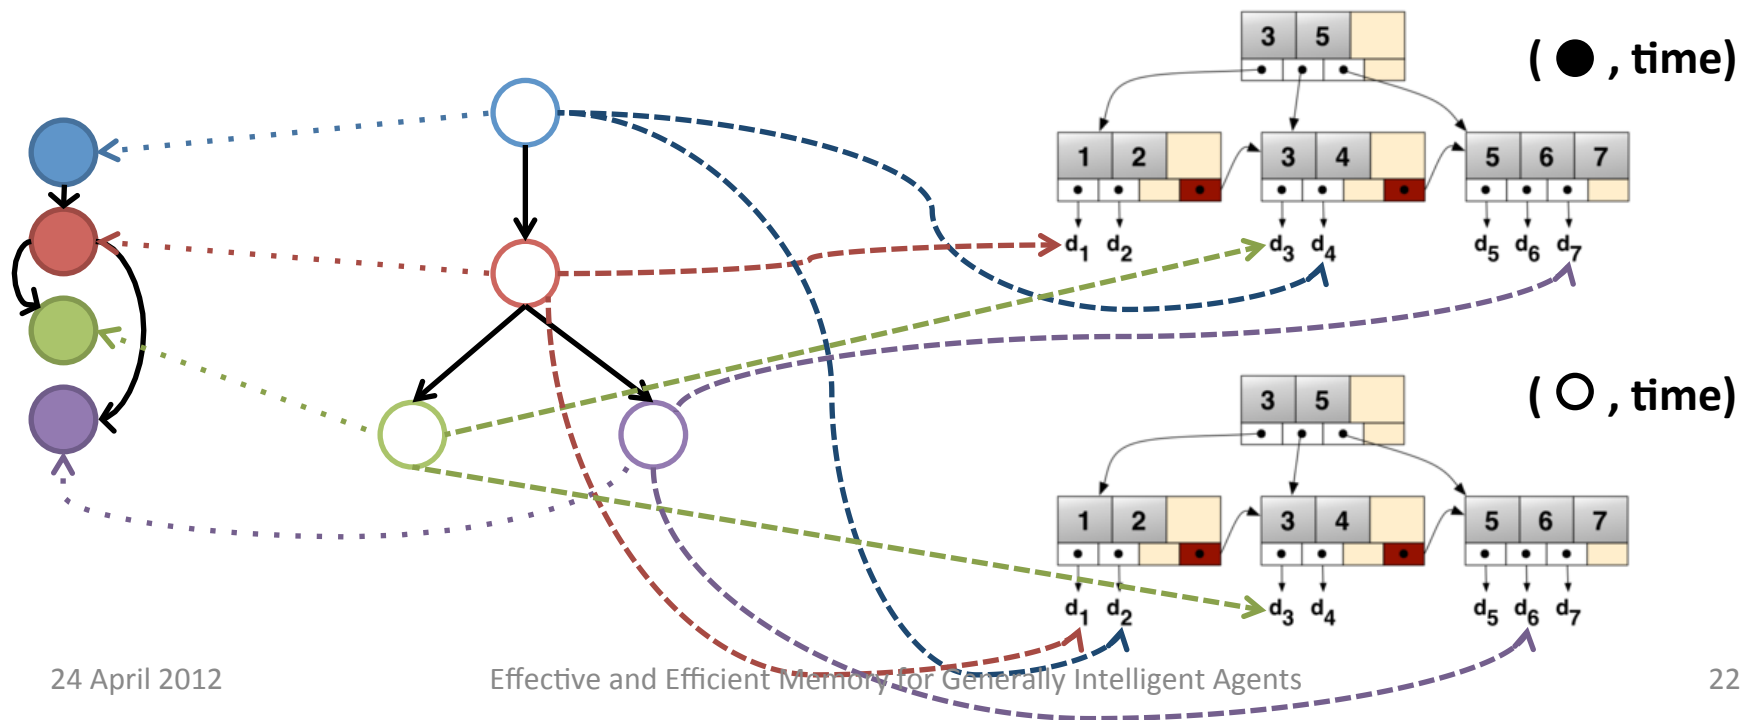 3 5
( ● , time)
1 2
3 4
5 6 7
d1 d2
d3 d4
d5 d6 d7
3 5
( ○ , time)
1 2
3 4
5 6 7
d1 d2
d3 d4
d5 d6 d7
24 April 2012
Effective and Efficient Memory for Generally Intelligent Agents
22